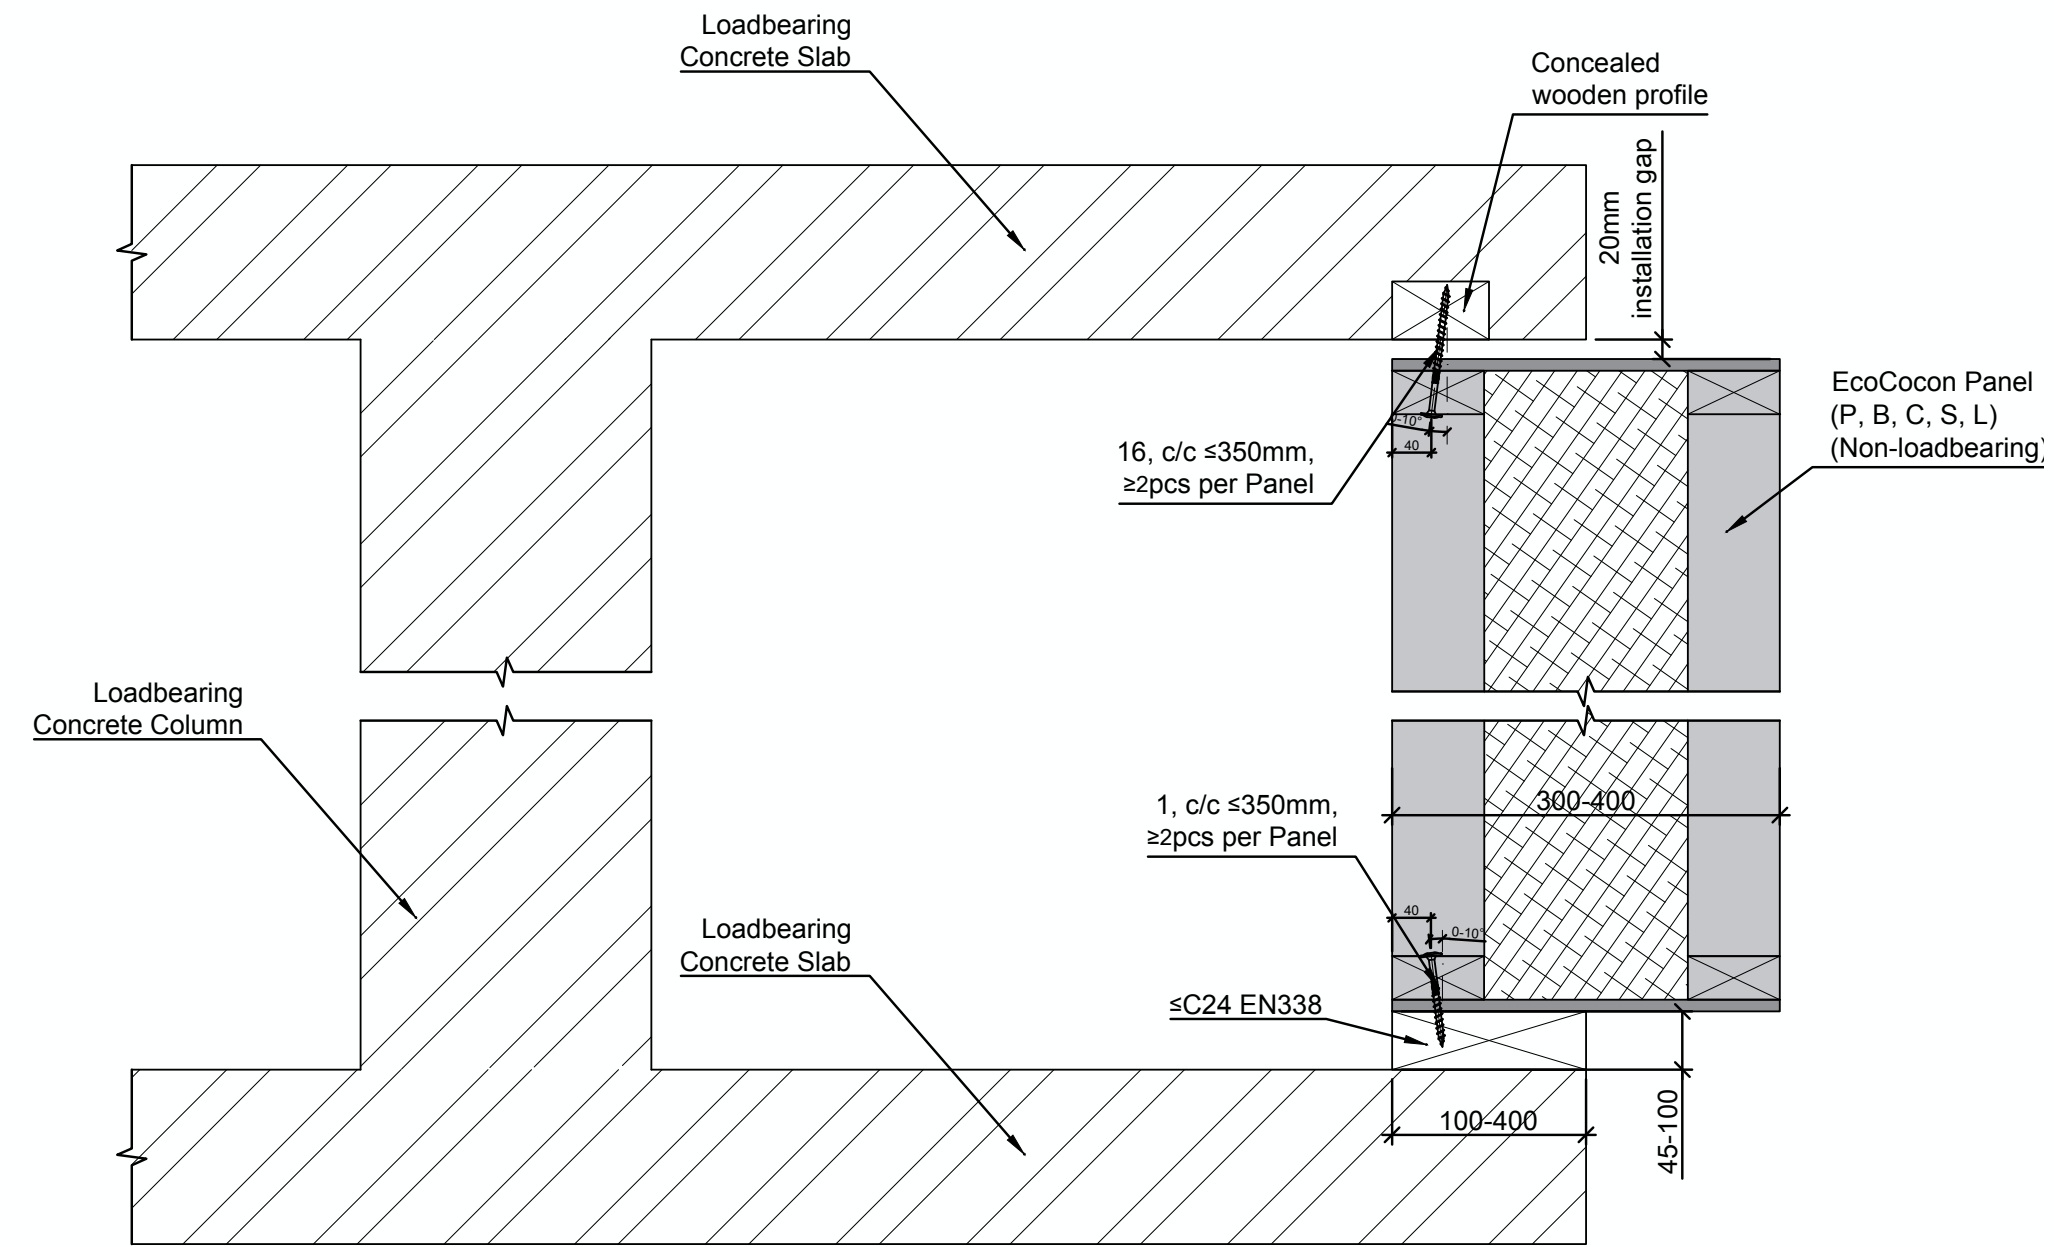 Loadbearing
Concrete Slab
Concealed
wooden profile
20mm
installation gap
EcoCocon Panel
(P, B, C, S, L)
(Non-loadbearing)
0-10°
40
16, c/c ≤350mm,
≥2pcs per Panel
Loadbearing
Concrete Column
300-400
1, c/c ≤350mm,
≥2pcs per Panel
40
0-10°
Loadbearing
Concrete Slab
≤C24 EN338
100-400
45-100